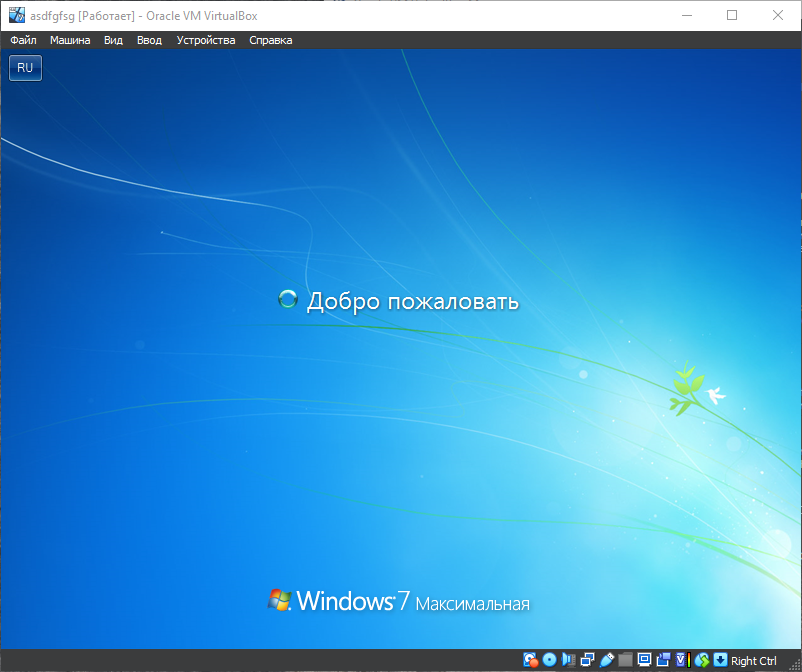 asdfgfsg [Работает] - Oracle VM VirtualBox
Файл Машина Вид Ввод Устройства Справка
RU
Добро пожаловать
Windows 7 Максимальная
Right Ctrl